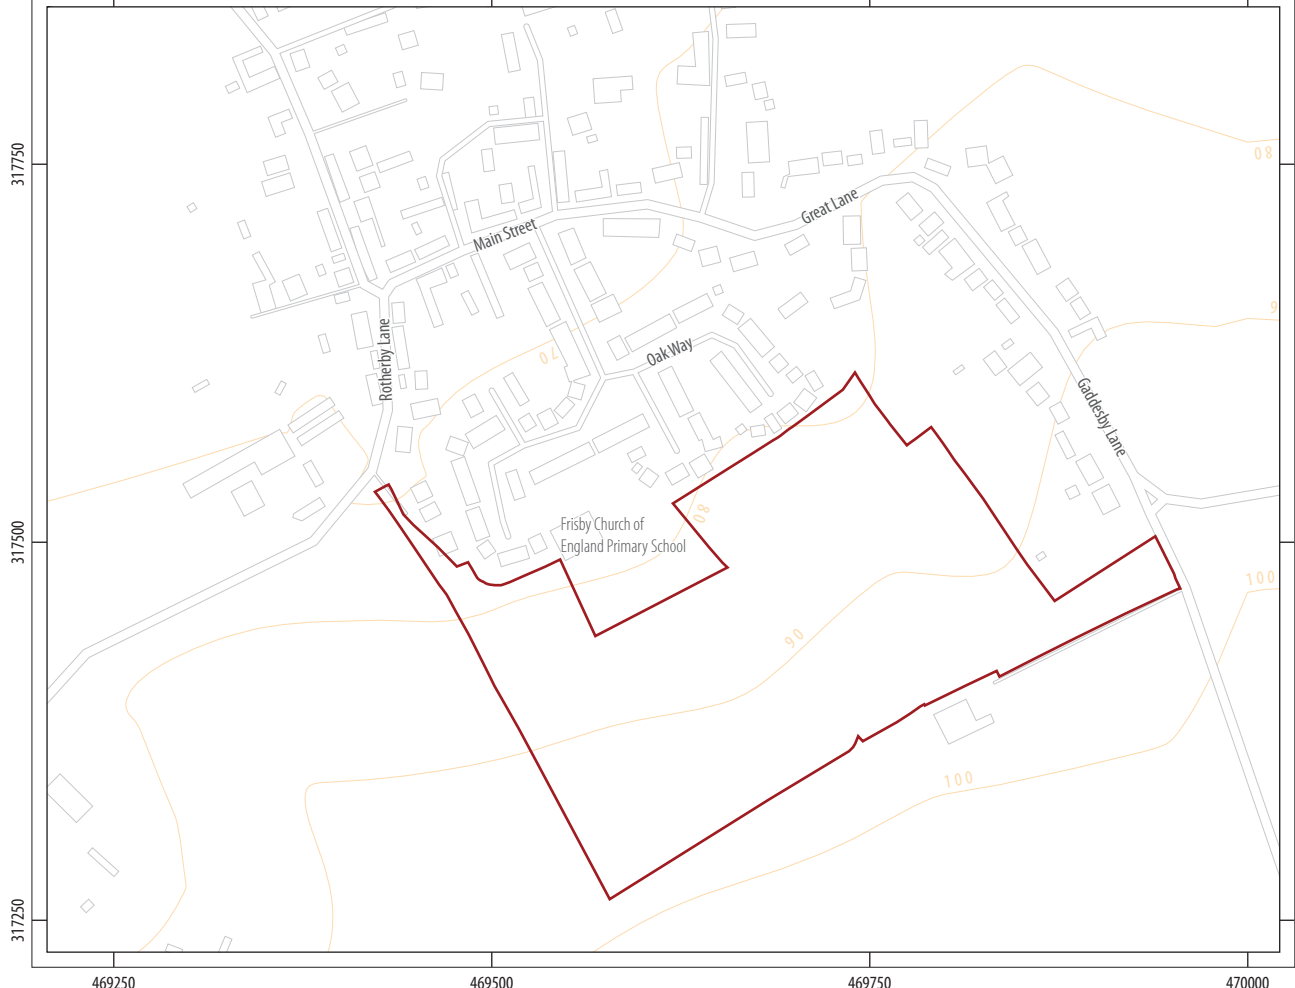 317750
80
Great Lane
Main Street
6
Rotherby Lane
70
Oak Way
Gaddesby Lane
80
317500
Frisby Church of
England Primary School
100
90
100
317250
469250
469500
469750
470000